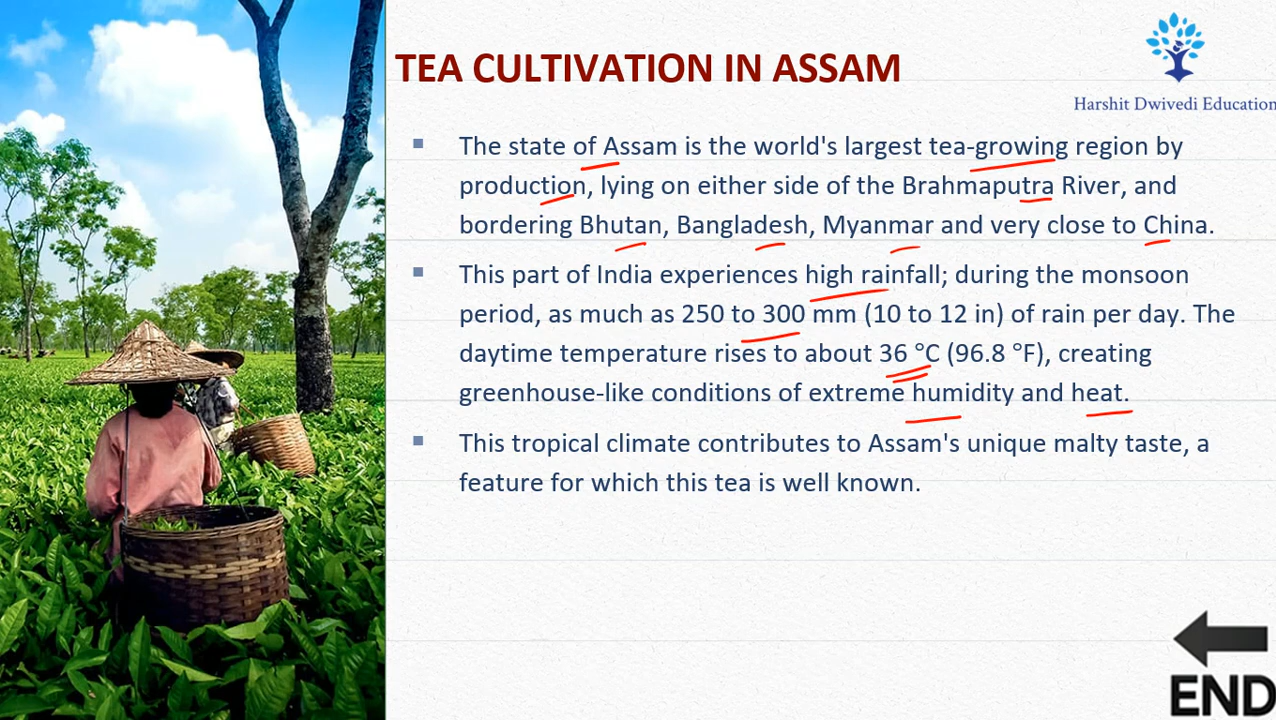 TEA CULTIVATION IN ASSAM
Harshit Dwivedi Education
▪ The state of Assam is the world's largest tea-growing region by
production, lying on either side of the Brahmaputra River, and
bordering Bhutan, Bangladesh, Myanmar and very close to China.
▪ This part of India experiences high rainfall; during the monsoon
period, as much as 250 to 300 mm (10 to 12 in) of rain per day. The
daytime temperature rises to about 36 °C (96.8 °F), creating
greenhouse-like conditions of extreme humidity and heat.
▪ This tropical climate contributes to Assam's unique malty taste, a
feature for which this tea is well known.
END